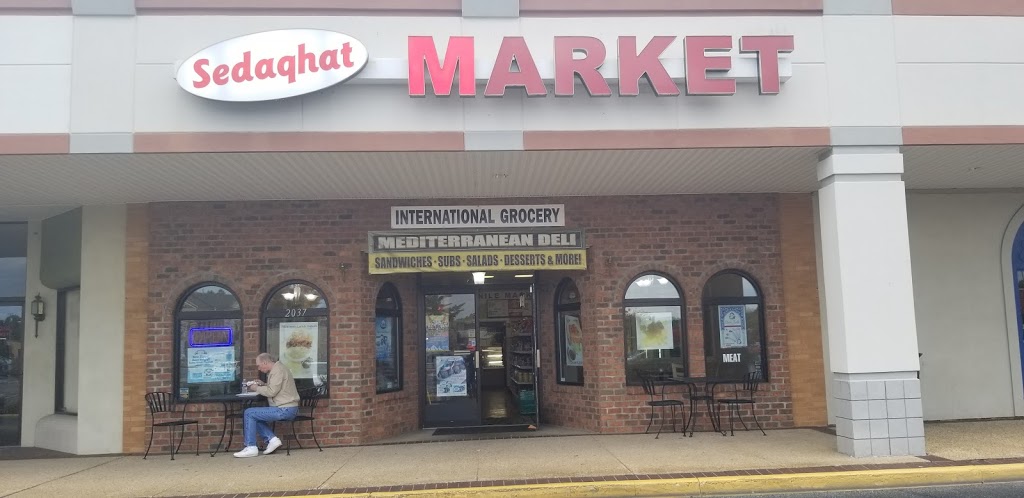 Sedaqhat
MARKET
INTERNATIONAL GROCERY
MEDITERRANEAN DELI
SANDWICHES · SUBS · SALADS · DESSERTS & MORE!
2037
MEAT